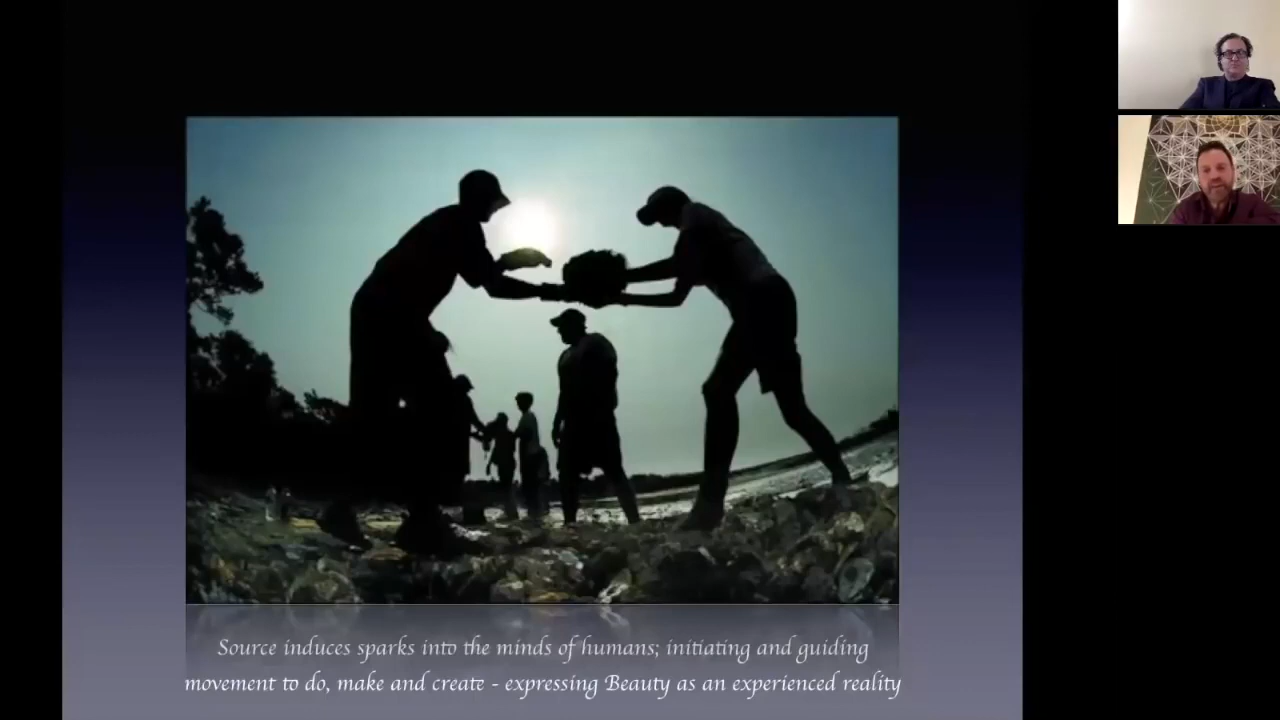 Source induces sparks into the minds of humans; initiating and guiding
movement to do, make and create - expressing Beauty as an experienced reality